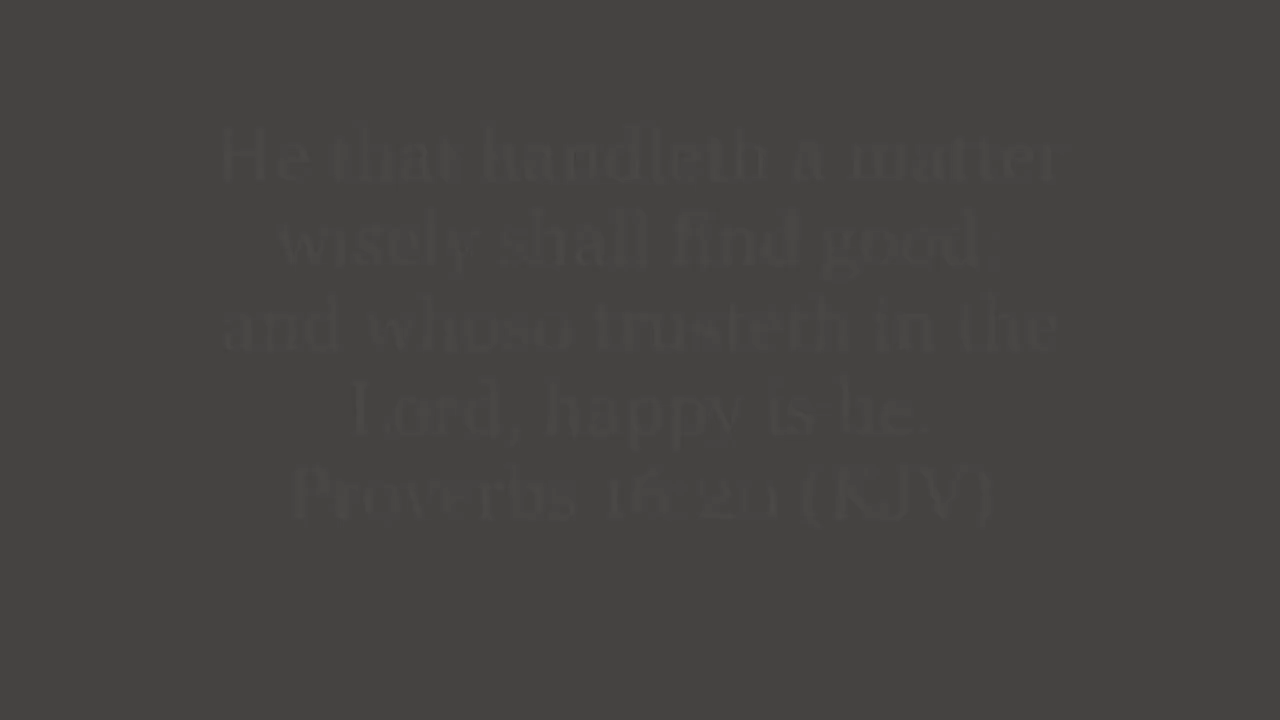 He that handleth a matter
wisely shall find good:
and whoso trusteth in the
Lord, happy is he.
Proverbs 16:20 (KJV)